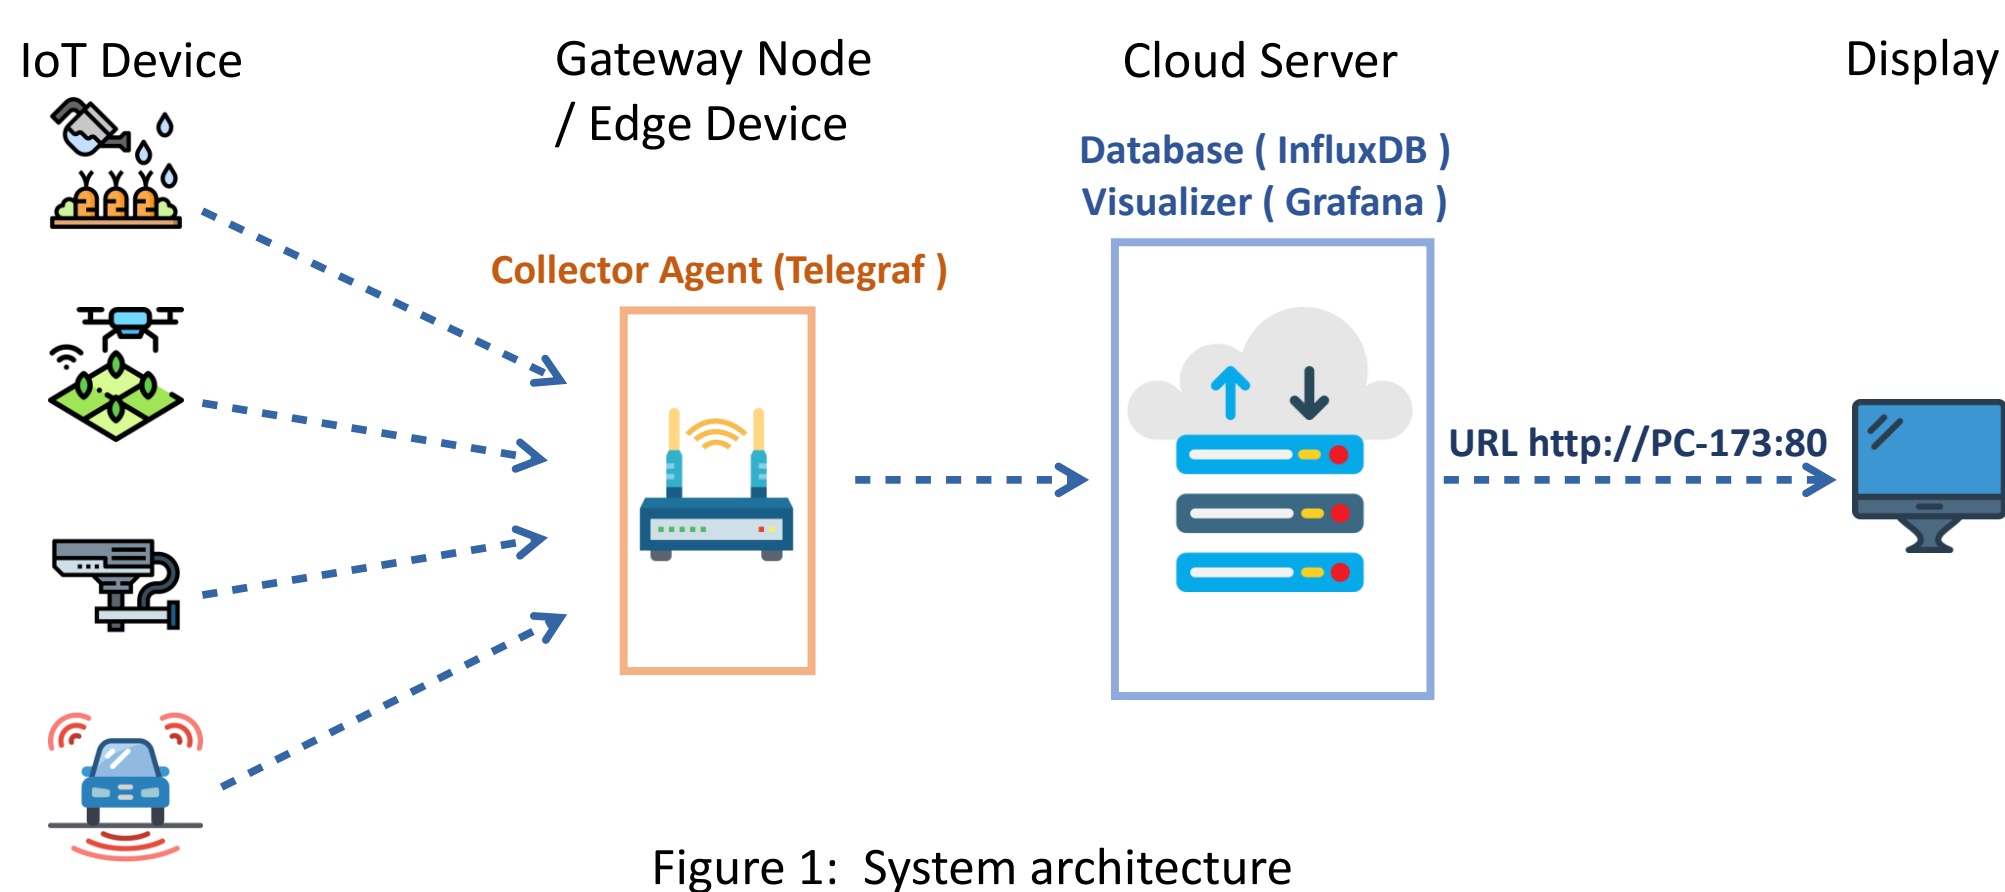 IoT Device
Gateway Node
/ Edge Device
Cloud Server
Display
Database ( InfluxDB )
Visualizer ( Grafana )
Collector Agent (Telegraf )
URL http://PC-173:80
Figure 1:  System architecture